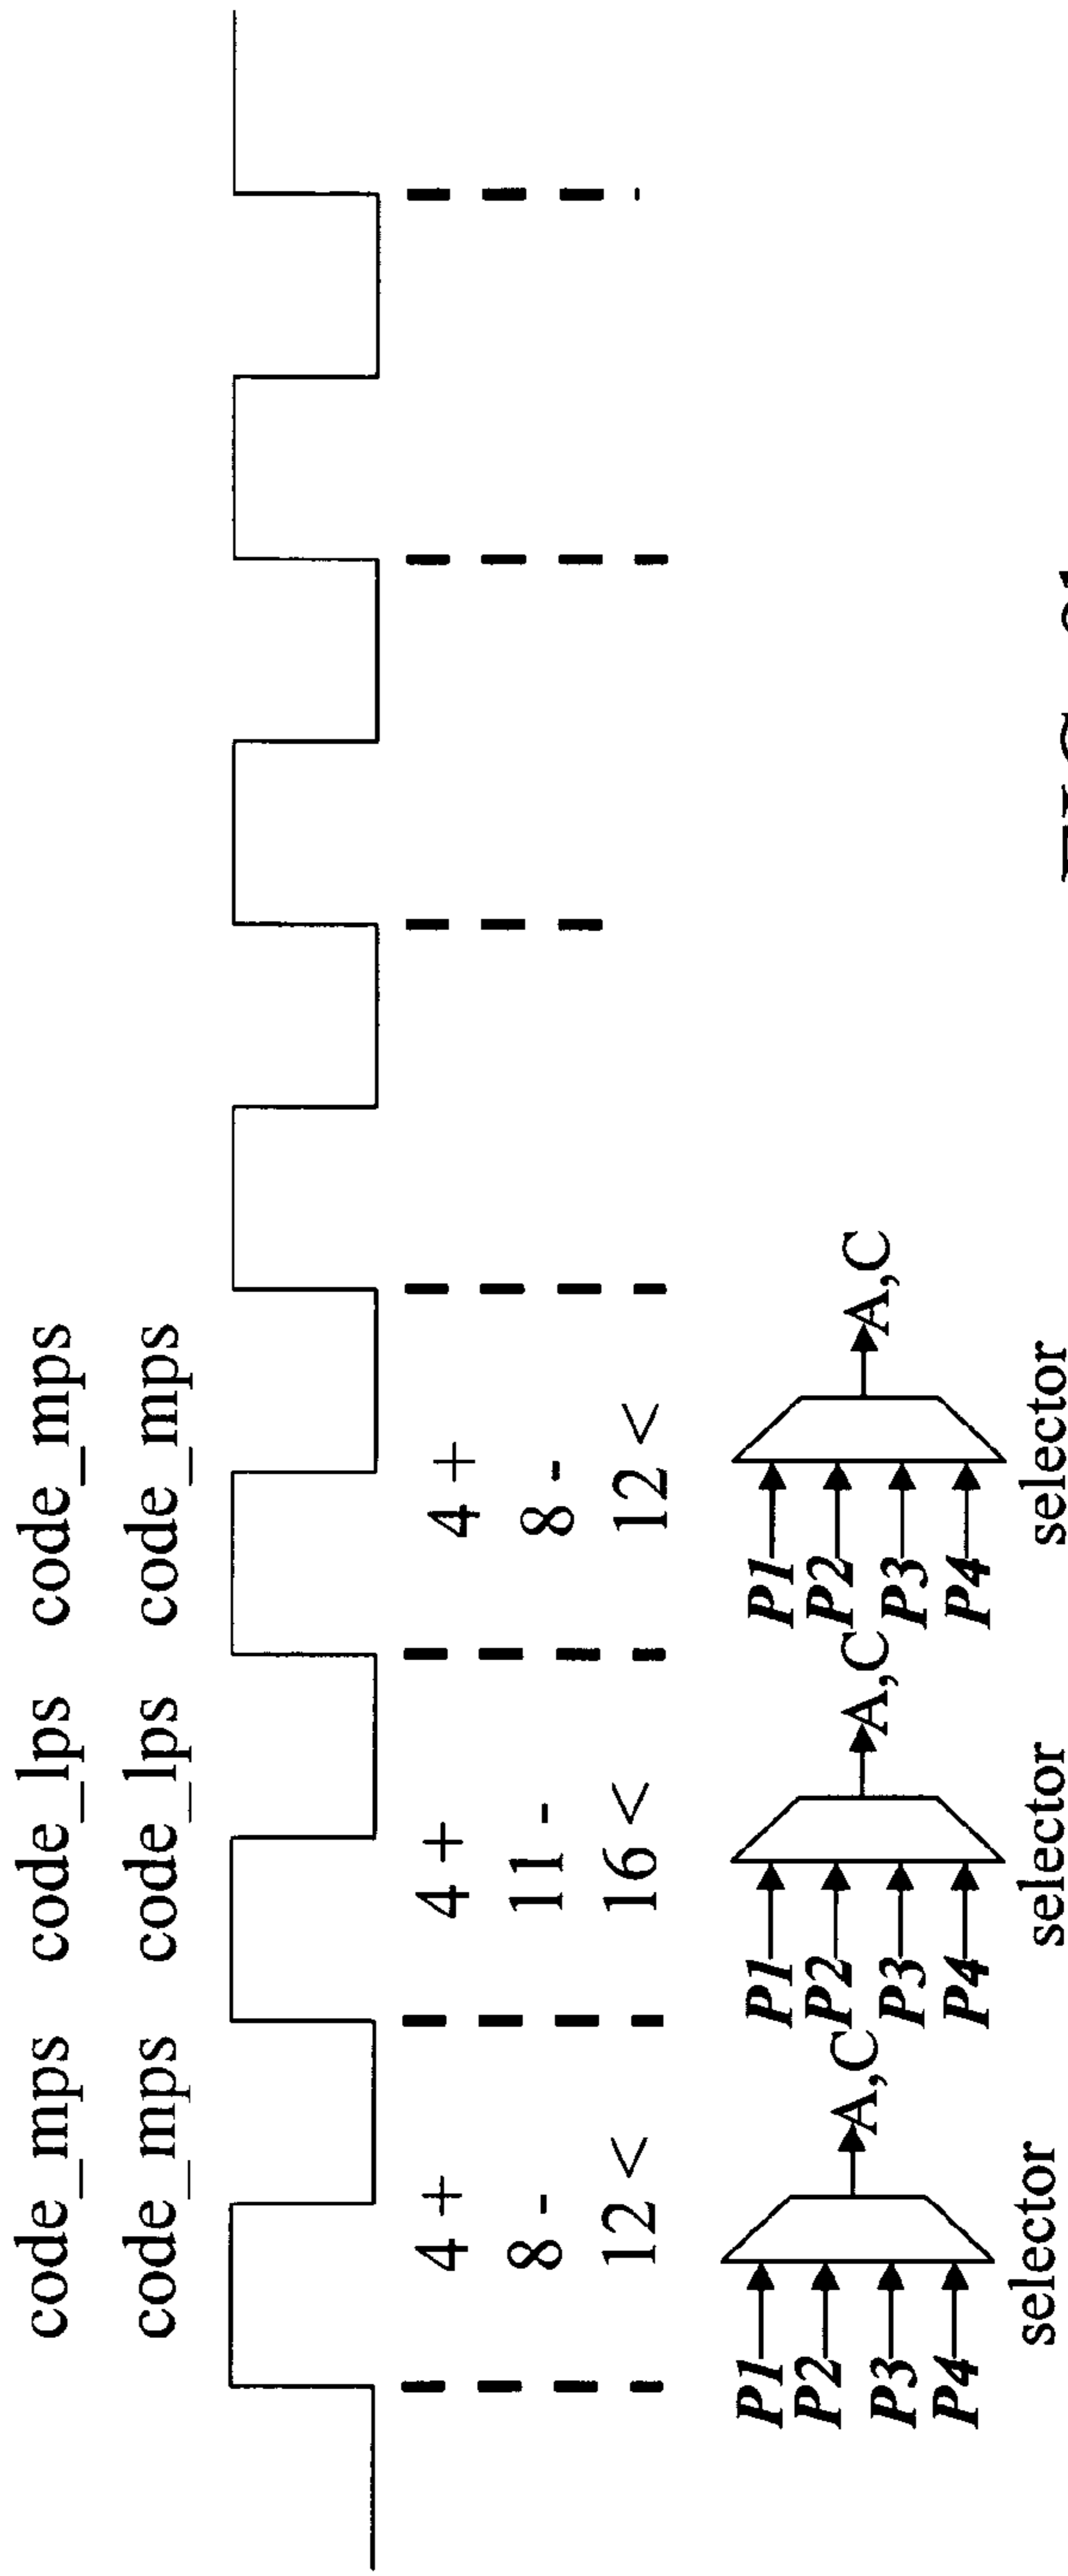 code_mps code_lps code_mps
code_mps code_lps code_mps
4 + 4 + 4 +
8 - 11 - 8 -
12 < 16 < 12 <
P1 P1 P1
P2 A,C P2 A,C P2 A,C
P3 P3 P3
P4 P4 P4
selector selector selector